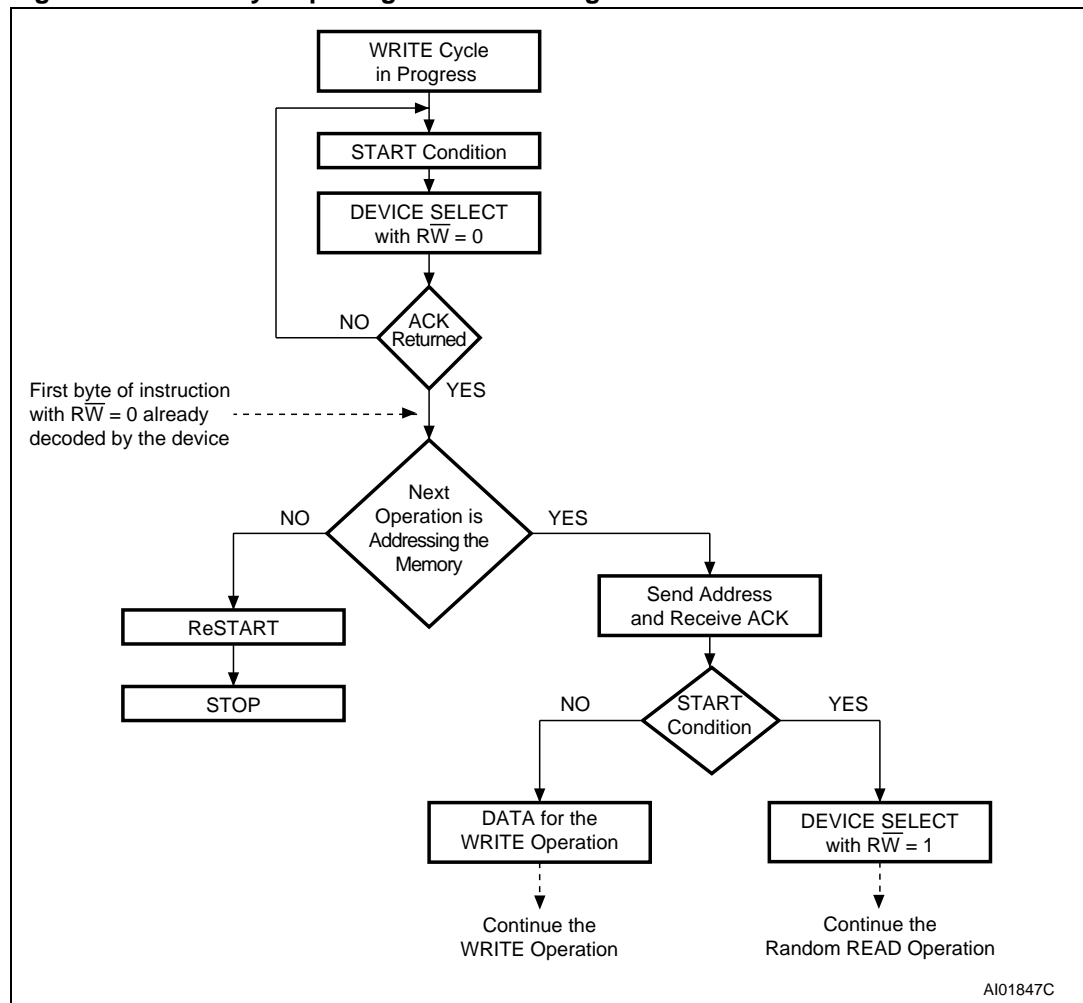 WRITE Cycle
in Progress
START Condition
DEVICE SELECT
with RW̅ = 0
NO
ACK
Returned
YES
First byte of instruction
with RW̅ = 0 already
decoded by the device
Next
Operation is
Addressing the
Memory
NO
YES
Send Address
and Receive ACK
ReSTART
STOP
START
Condition
NO
YES
DATA for the
WRITE Operation
DEVICE SELECT
with RW̅ = 1
Continue the
WRITE Operation
Continue the
Random READ Operation
AI01847C